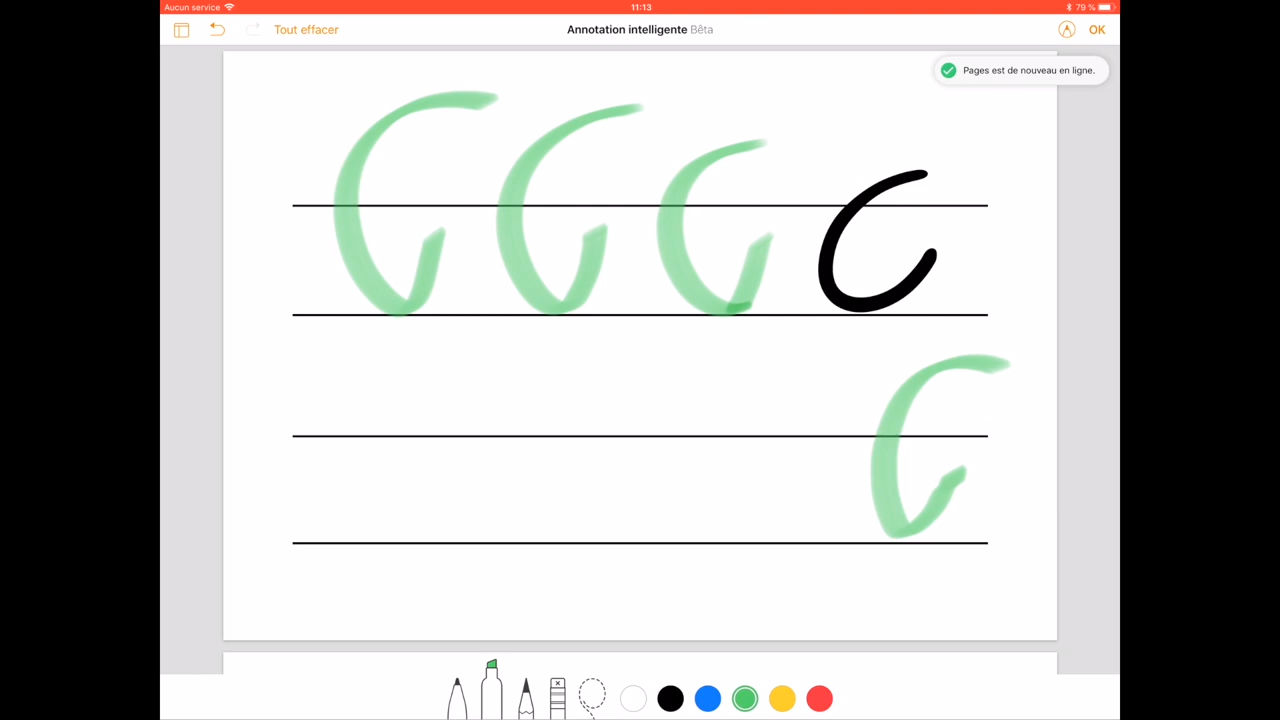 Aucun service 11:13 79 %
Tout effacer Annotation intelligente Bêta OK
Pages est de nouveau en ligne.
C C C C
C